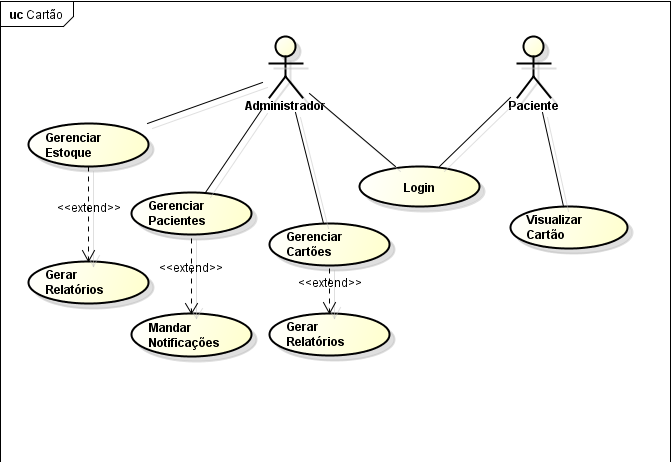 uc Cartão
Administrador
Paciente
Gerenciar
Estoque
Login
<<extend>>
Gerenciar
Pacientes
Visualizar
Cartão
Gerenciar
Cartões
<<extend>>
Gerar
Relatórios
<<extend>>
Mandar
Notificações
Gerar
Relatórios